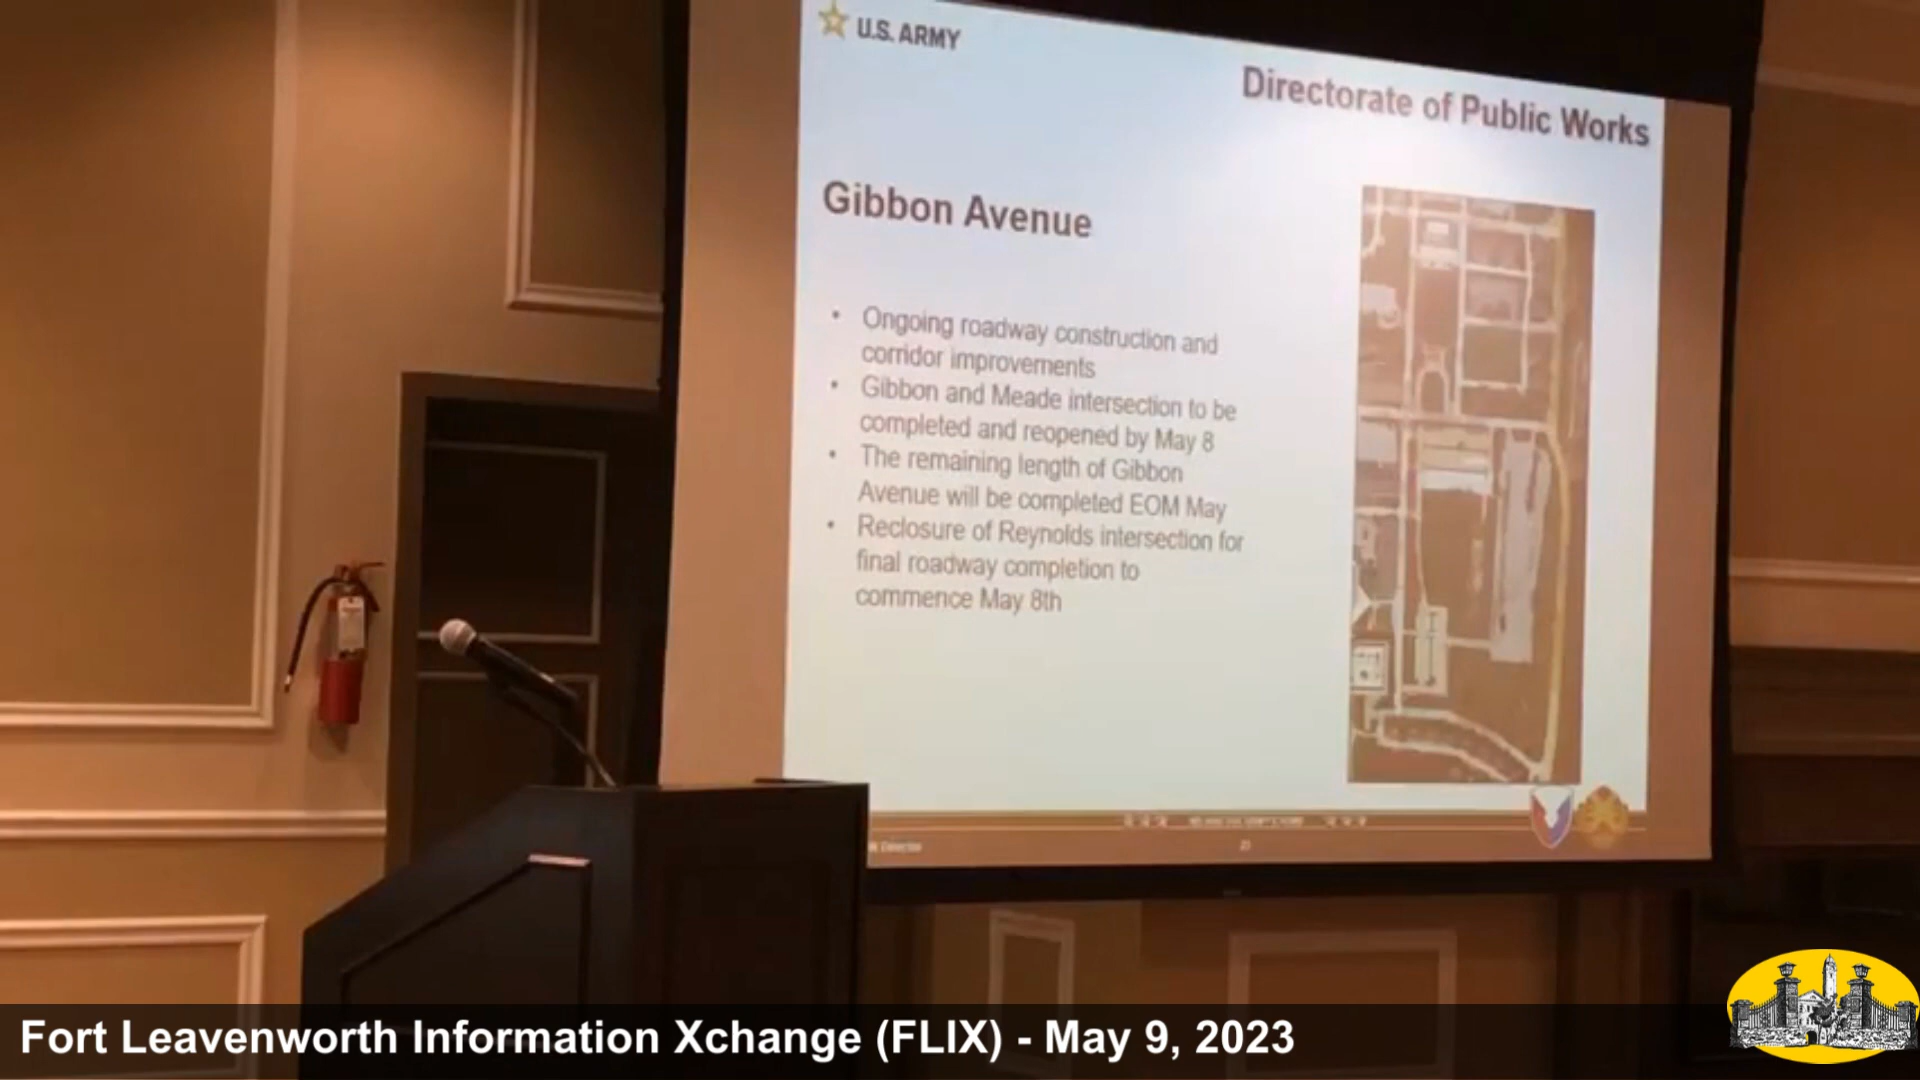 U.S. ARMY
Directorate of Public Works
Gibbon Avenue
• Ongoing roadway construction and
corridor improvements
• Gibbon and Meade intersection to be
completed and reopened by May 8
• The remaining length of Gibbon
Avenue will be completed EOM May
• Reclosure of Reynolds intersection for
final roadway completion to
commence May 8th
Fort Leavenworth Information Xchange (FLIX) - May 9, 2023